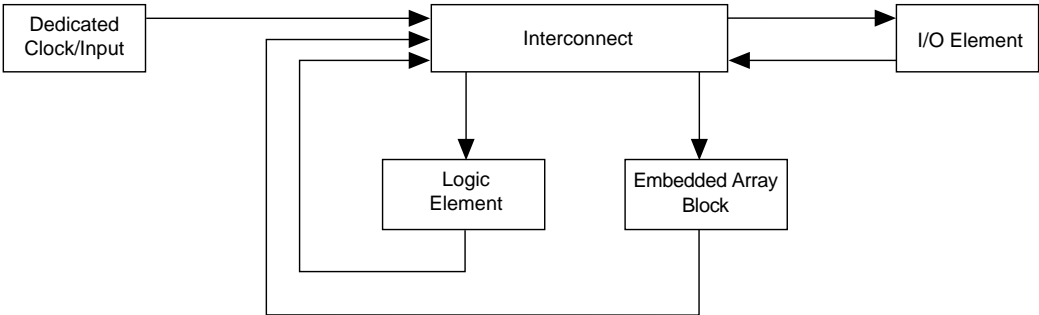 Dedicated
Clock/Input
Interconnect
I/O Element
Logic
Element
Embedded Array
Block